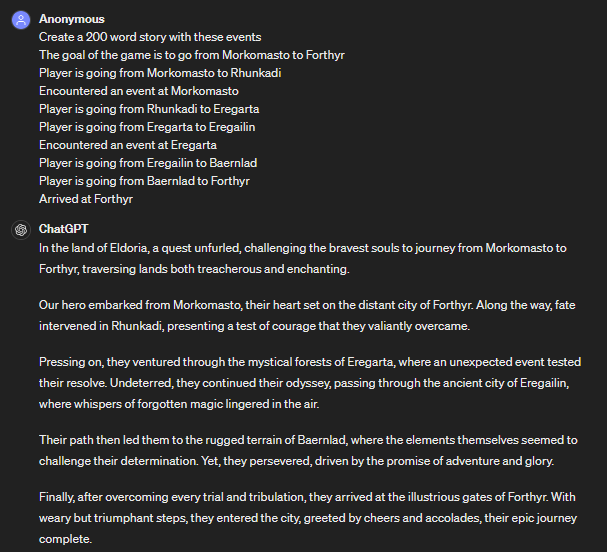 Anonymous
Create a 200 word story with these events
The goal of the game is to go from Morkomasto to Forthyr
Player is going from Morkomasto to Rhunkadi
Encountered an event at Morkomasto
Player is going from Rhunkadi to Eregarta
Player is going from Eregarta to Eregailin
Encountered an event at Eregarta
Player is going from Eregailin to Baernlad
Player is going from Baernlad to Forthyr
Arrived at Forthyr
ChatGPT
In the land of Eldoria, a quest unfurled, challenging the bravest souls to journey from Morkomasto to
Forthyr, traversing lands both treacherous and enchanting.
Our hero embarked from Morkomasto, their heart set on the distant city of Forthyr. Along the way, fate
intervened in Rhunkadi, presenting a test of courage that they valiantly overcame.
Pressing on, they ventured through the mystical forests of Eregarta, where an unexpected event tested
their resolve. Undeterred, they continued their odyssey, passing through the ancient city of Eregailin,
where whispers of forgotten magic lingered in the air.
Their path then led them to the rugged terrain of Baernlad, where the elements themselves seemed to
challenge their determination. Yet, they persevered, driven by the promise of adventure and glory.
Finally, after overcoming every trial and tribulation, they arrived at the illustrious gates of Forthyr. With
weary but triumphant steps, they entered the city, greeted by cheers and accolades, their epic journey
complete.